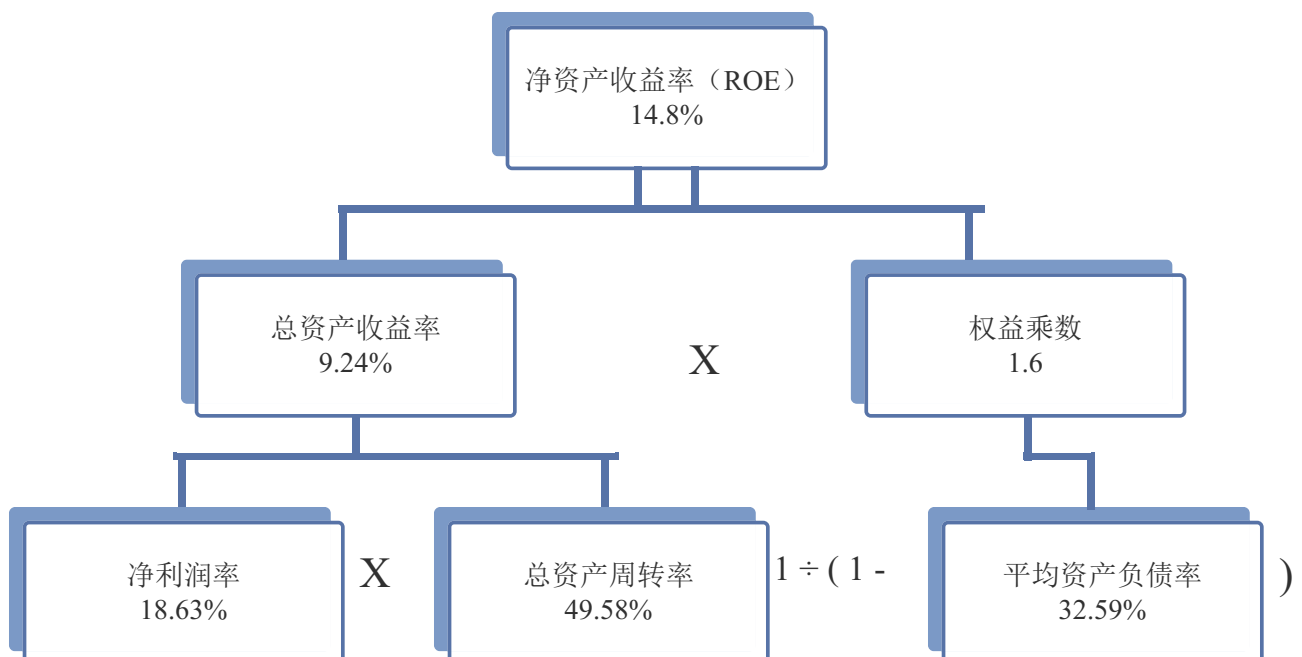 净资产收益率（ROE）
14.8%
总资产收益率
9.24%
X
权益乘数
1.6
净利润率
18.63%
X
总资产周转率
49.58%
1 ÷ ( 1 -
平均资产负债率
32.59%
)